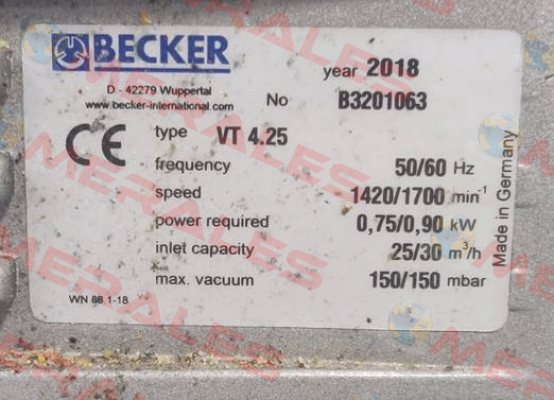 BECKER
year 2018
D - 42279 Wuppertal
www.becker-international.com
No B3201063
CE
type VT 4.25
frequency 50/60 Hz
speed 1420/1700 min-1
power required 0,75/0,90 kW
inlet capacity 25/30 m³/h
max. vacuum 150/150 mbar
WN 88.1-18
Made in Germany
MERALES
MERALES
MERALES